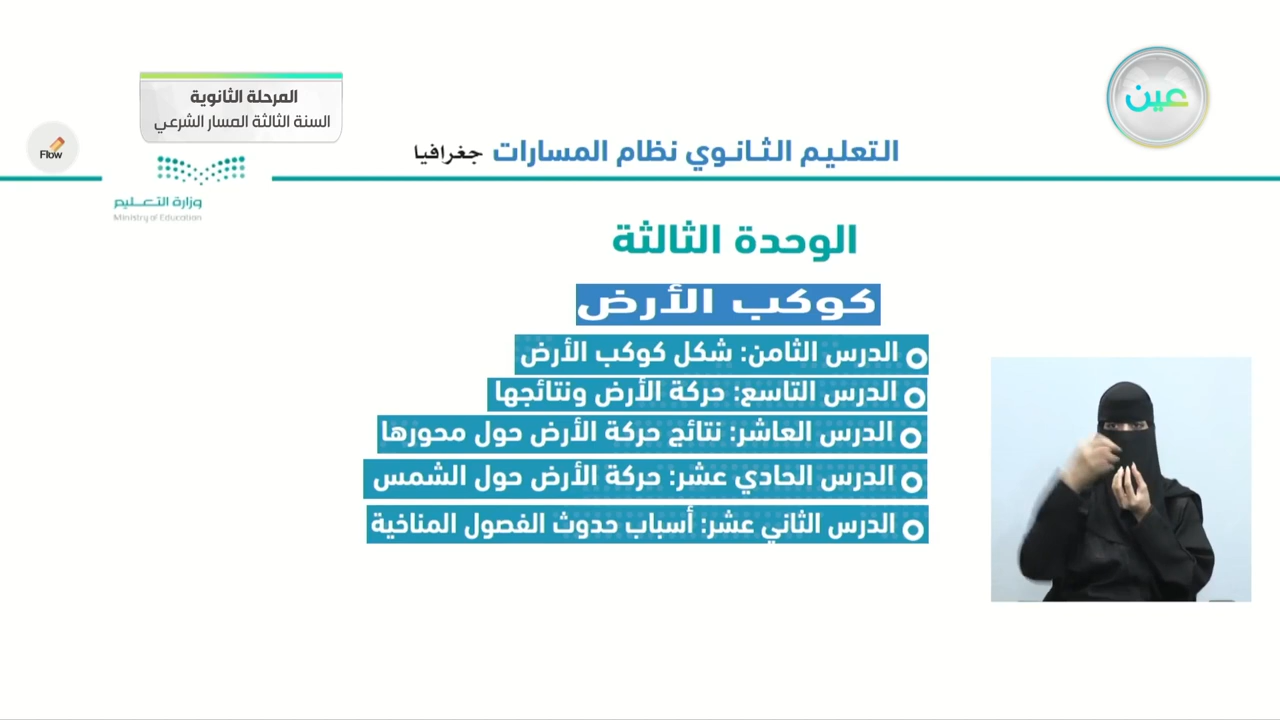 عين
المرحلة الثانوية
السنة الثالثة المسار الشرعي
Flow
التعليم الثانوي نظام المسارات جغرافيا
وزارة التعليم
Ministry of Education
الوحدة الثالثة
كوكب الأرض
الدرس الثامن: شكل كوكب الأرض
الدرس التاسع: حركة الأرض ونتائجها
الدرس العاشر: نتائج حركة الأرض حول محورها
الدرس الحادي عشر: حركة الأرض حول الشمس
الدرس الثاني عشر: أسباب حدوث الفصول المناخية